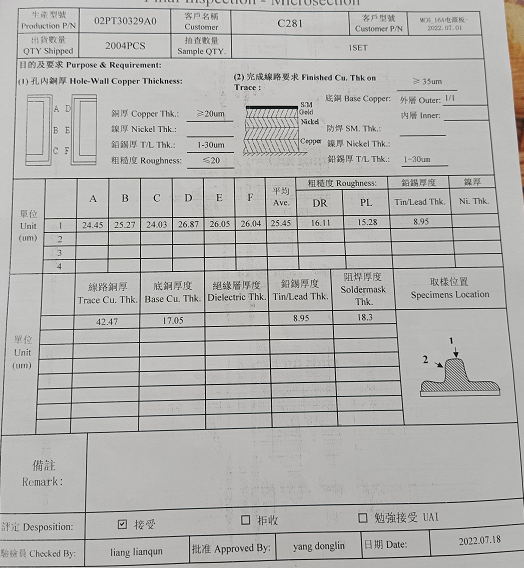 Final Inspection - Microsection
生產型號 Production P/N 02PT30329A0 客戶名稱 Customer C281 客戶型號 Customer P/N MCB_16A电源板- 2022.07.01
出貨數量 QTY Shipped 2004PCS 抽查數量 Sample QTY. 1SET
目的及要求 Purpose & Requirement:
(1) 孔內銅厚 Hole-Wall Copper Thickness:
A D
B E
C F
銅厚 Copper Thk.: ≥20um
鎳厚 Nickel Thk.:
鉛錫厚 T/L Thk.: 1-30um
粗糙度 Roughness: ≤20
(2) 完成線路要求 Finished Cu. Thk on Trace : ≥35um
S/M
Gold
Nickel
Copper
底銅 Base Copper: 外層 Outer: 1/1
內層 Inner:
防焊 SM. Thk.:
鎳厚 Nickel Thk.:
鉛錫厚 T/L Thk.: 1-30um
單位 Unit (um)
A B C D E F 平均 Ave. 粗糙度 Roughness: DR PL 鉛錫厚度 Tin/Lead Thk. 鎳厚 Ni. Thk.
1 24.45 25.27 24.03 26.87 26.05 26.04 25.45 16.11 15.28 8.95
2
3
4
單位 Unit (um)
線路銅厚 Trace Cu. Thk. 底銅厚度 Base Cu. Thk. 絕緣層厚度 Dielectric Thk. 鉛錫厚度 Tin/Lead Thk. 阻焊厚度 Soldermask Thk. 取樣位置 Specimens Location
42.47 17.05 8.95 18.3
1
2
備註 Remark:
評定 Desposition: ☑ 接受 ☐ 拒收 ☐ 勉強接受 UAI
驗檢員 Checked By: liang lianqun 批准 Approved By: yang donglin 日期 Date: 2022.07.18